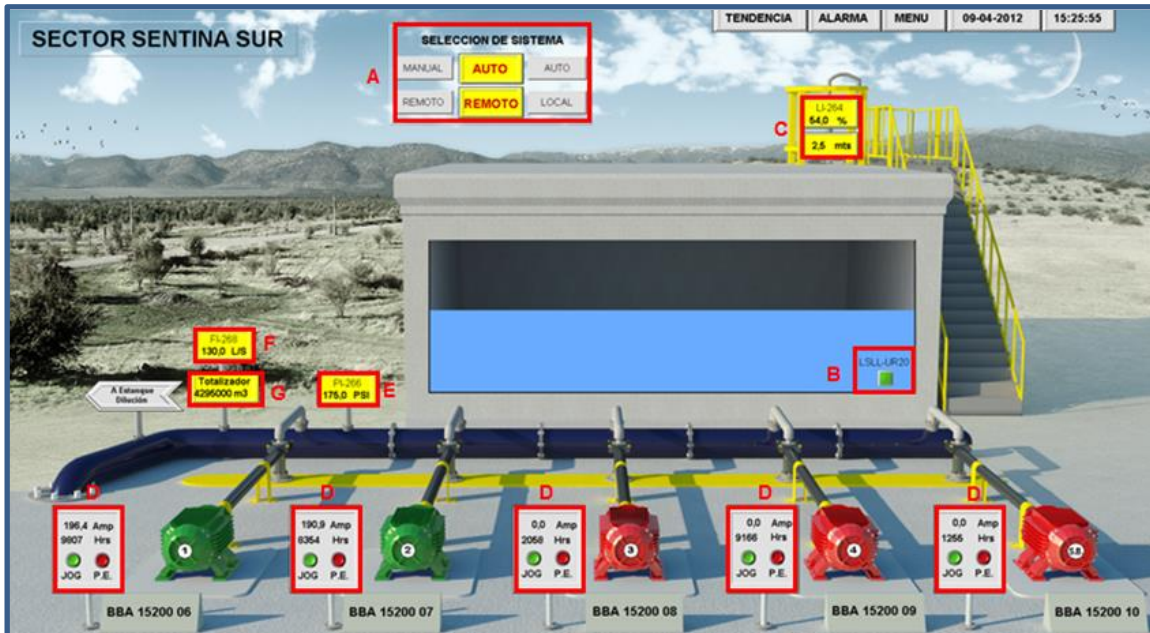 TENDENCIA ALARMA MENU 09-04-2012 15:25:55
SECTOR SENTINA SUR
SELECCION DE SISTEMA
A
MANUAL AUTO AUTO
REMOTO REMOTO LOCAL
C
LI-264
54,0 %
2,5 mts
LSLL-UR20
B
FI-268
130,0 L/S
F
A Estanque
Dilución
Totalizador
4295000 m3
G
PI-266
175,0 PSI
E
D
196,4 Amp
9807 Hrs
JOG P.E.
1
BBA 15200 06
D
190,9 Amp
8354 Hrs
JOG P.E.
2
BBA 15200 07
D
0,0 Amp
2058 Hrs
JOG P.E.
3
BBA 15200 08
D
0,0 Amp
9166 Hrs
JOG P.E.
4
BBA 15200 09
D
0,0 Amp
1255 Hrs
JOG P.E.
S.B.
BBA 15200 10